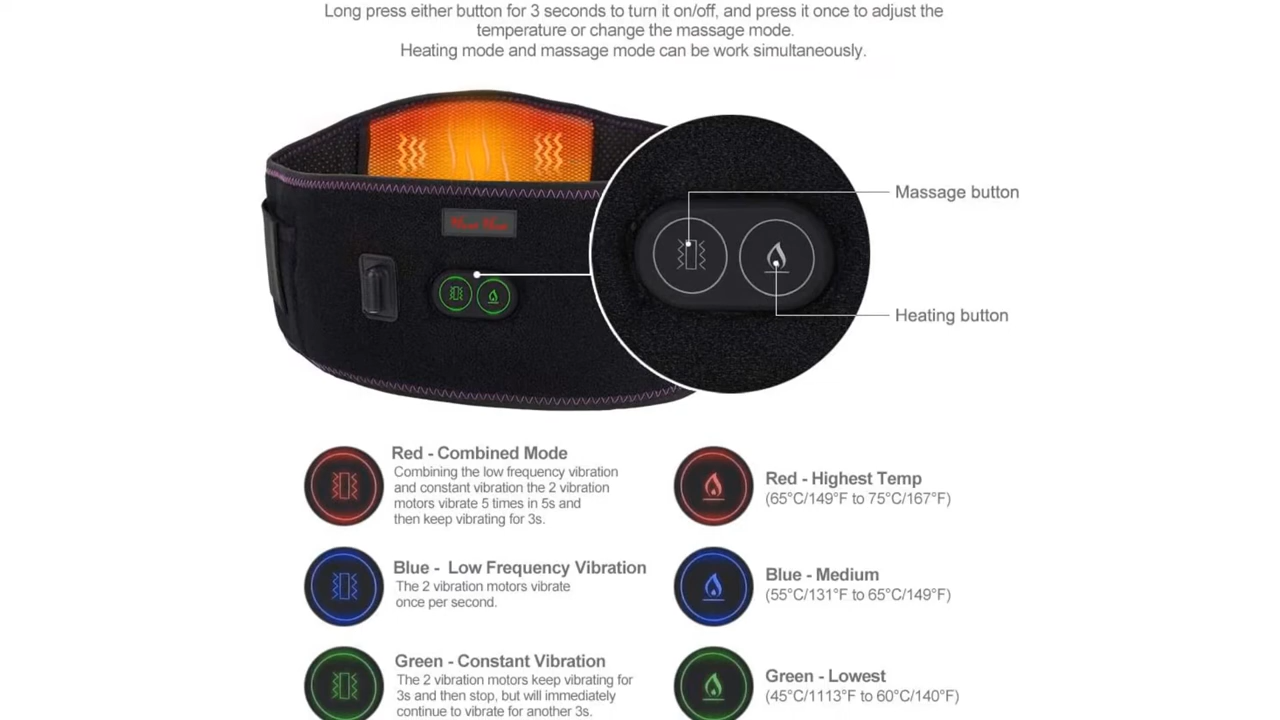 Long press either button for 3 seconds to turn it on/off, and press it once to adjust the
temperature or change the massage mode.
Heating mode and massage mode can be work simultaneously.
Massage button
Heating button
Red - Combined Mode
Combining the low frequency vibration
and constant vibration the 2 vibration
motors vibrate 5 times in 5s and
then keep vibrating for 3s.
Red - Highest Temp
(65°C/149°F to 75°C/167°F)
Blue - Low Frequency Vibration
The 2 vibration motors vibrate
once per second.
Blue - Medium
(55°C/131°F to 65°C/149°F)
Green - Constant Vibration
The 2 vibration motors keep vibrating for
3s and then stop, but will immediately
continue to vibrate for another 3s.
Green - Lowest
(45°C/1113°F to 60°C/140°F)